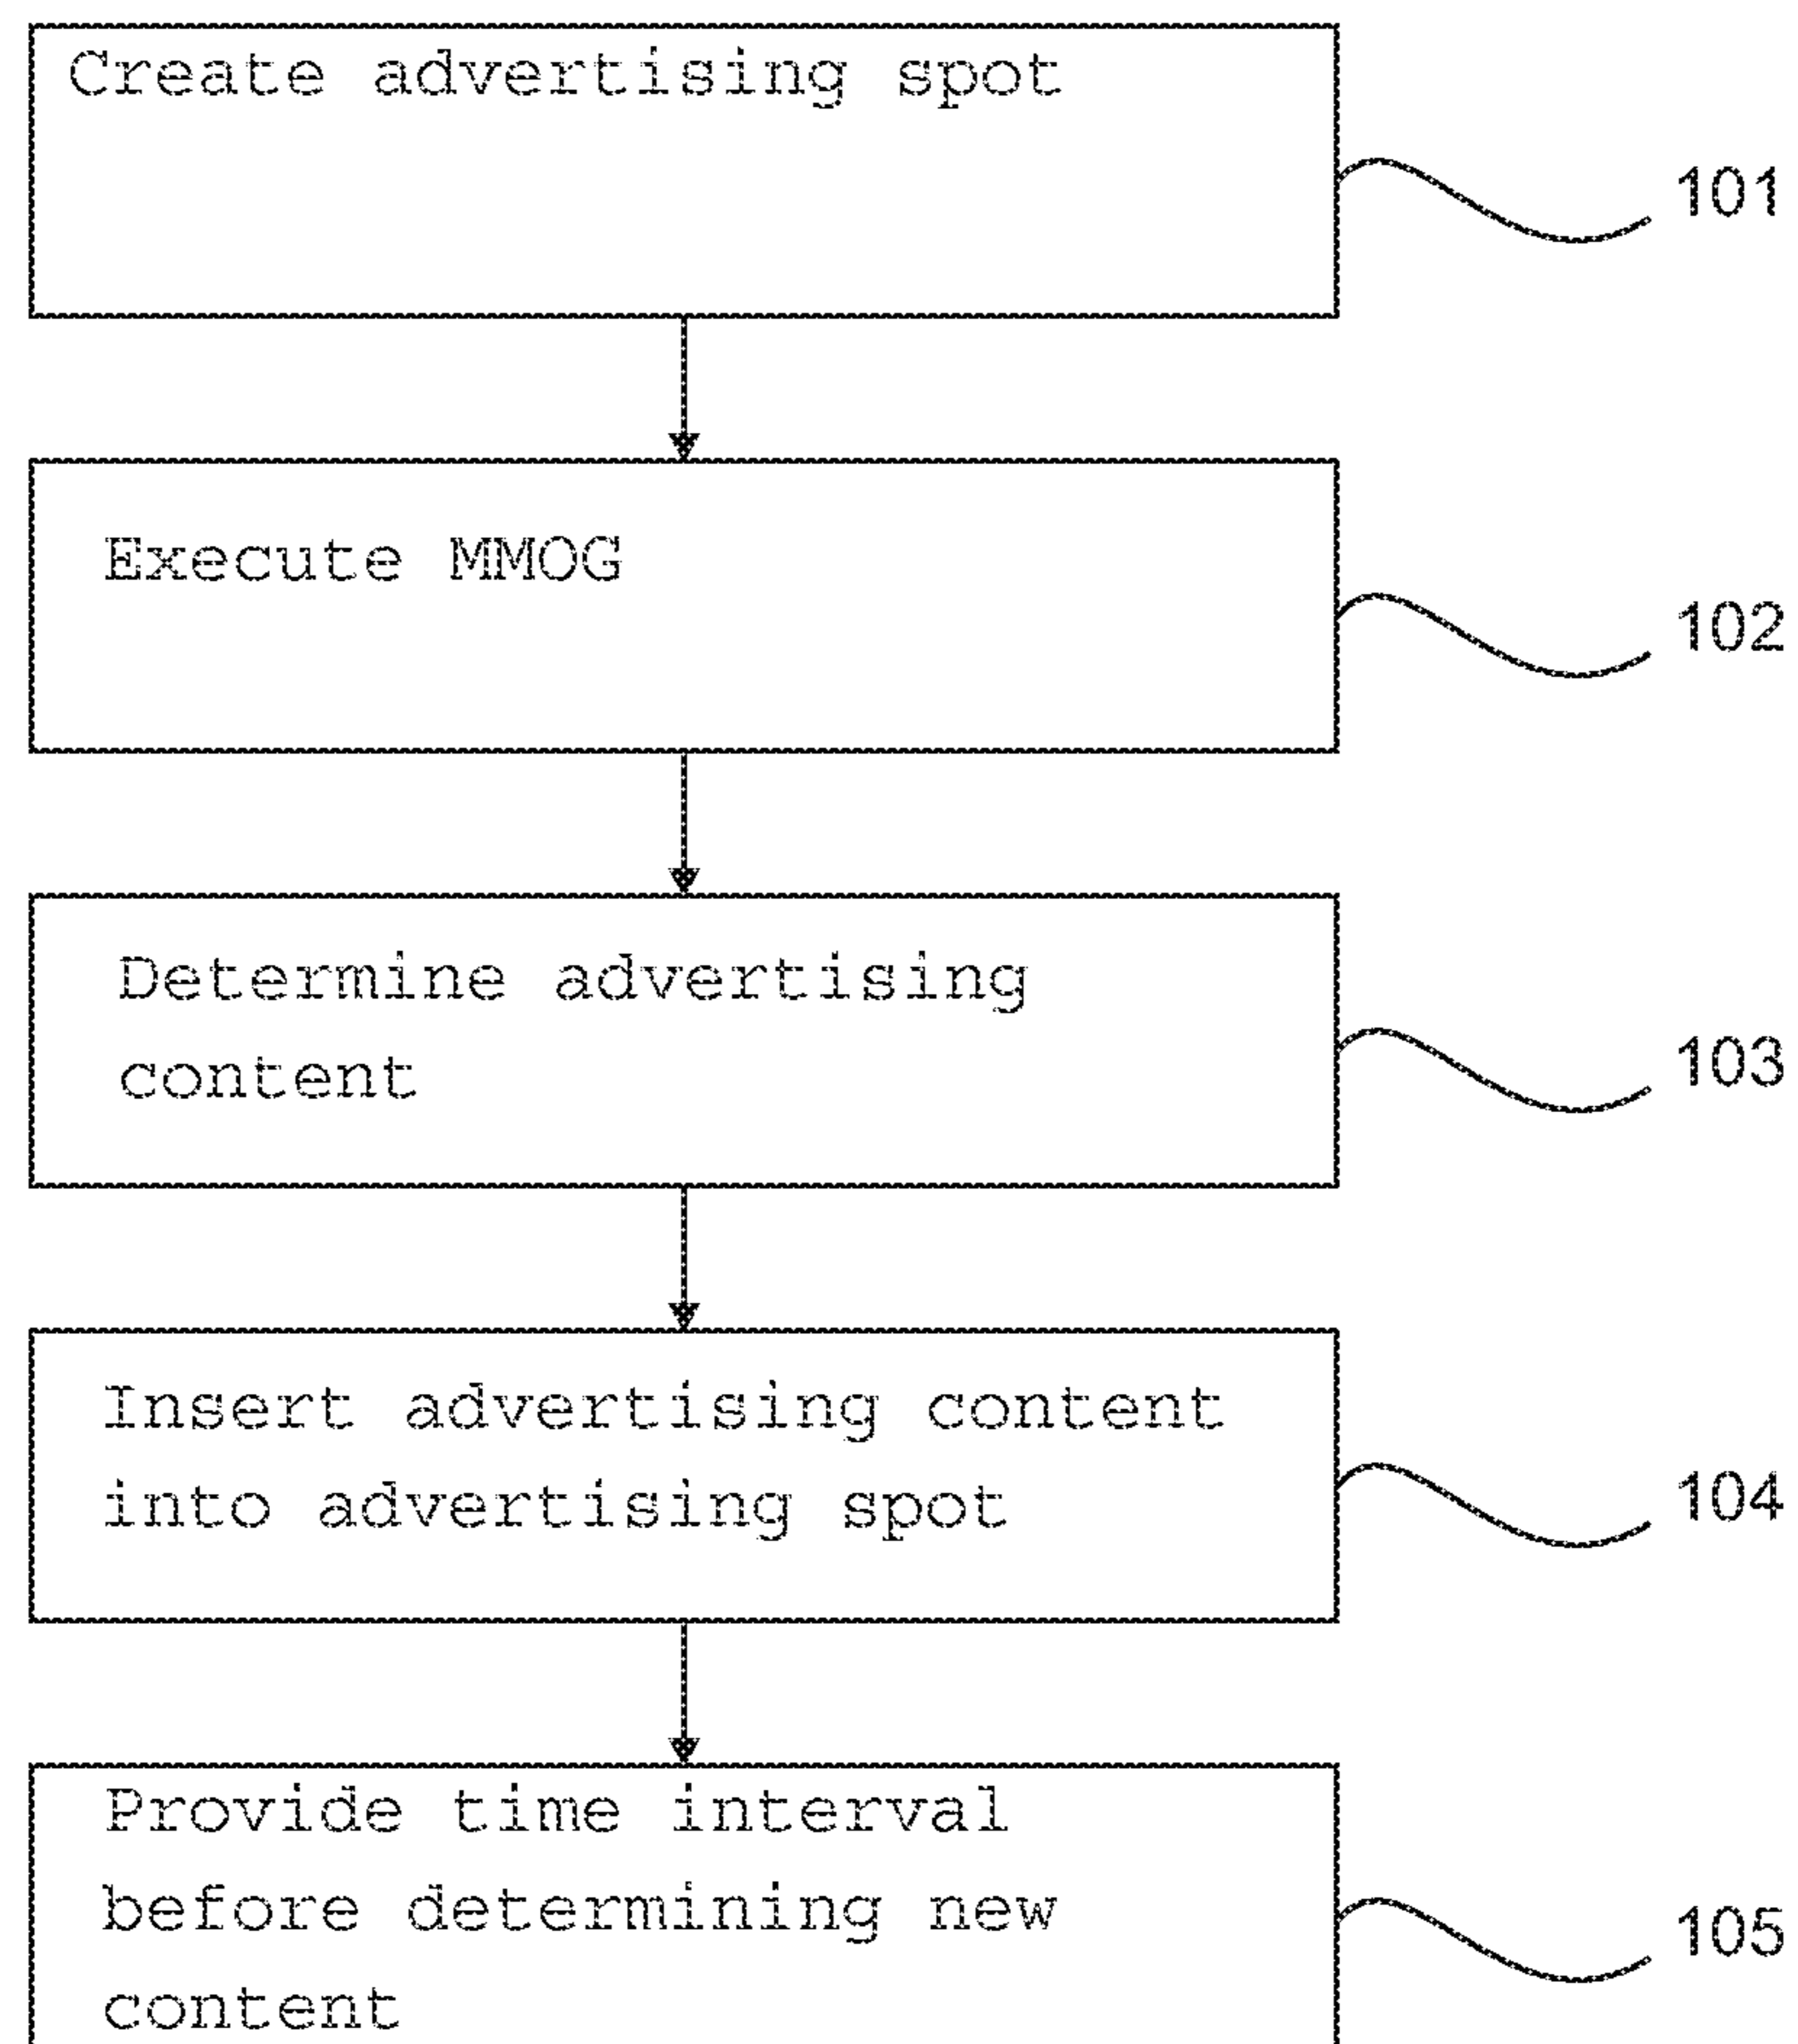 Create advertising spot
101
Execute MMOG
102
Determine advertising
content
103
Insert advertising content
into advertising spot
104
Provide time interval
before determining new
content
105